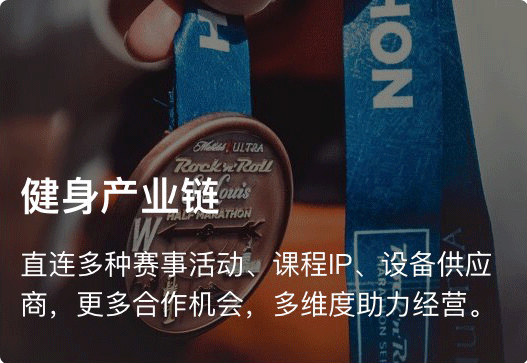 HON
Michelob ULTRA
Rock'n'Roll
St. Louis
HALF MARATHON
健身产业链
直连多种赛事活动、课程IP、设备供应
商，更多合作机会，多维度助力经营。